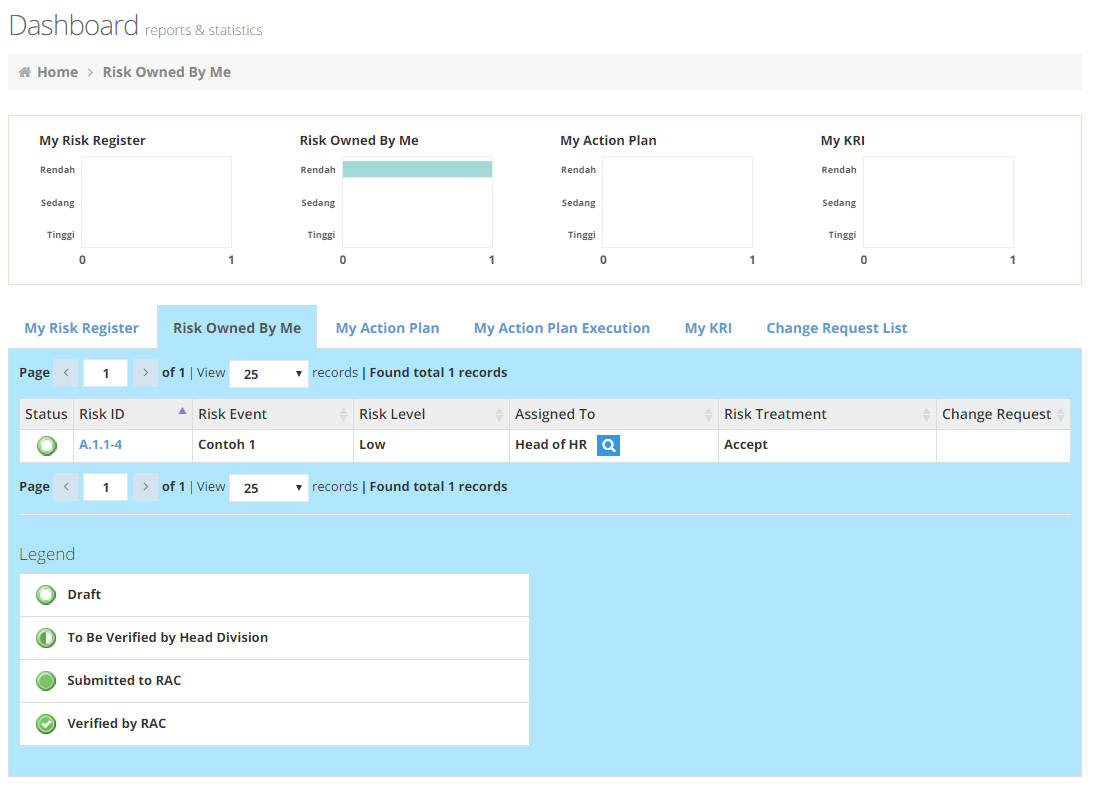 Dashboard reports & statistics
Home > Risk Owned By Me
My Risk Register Risk Owned By Me My Action Plan My KRI
Rendah Rendah Rendah Rendah
Sedang Sedang Sedang Sedang
Tinggi Tinggi Tinggi Tinggi
0 1 0 1 0 1 0 1
My Risk Register Risk Owned By Me My Action Plan My Action Plan Execution My KRI Change Request List
Page < 1 > of 1 | View 25 records | Found total 1 records
Status Risk ID Risk Event Risk Level Assigned To Risk Treatment Change Request
A.1.1-4 Contoh 1 Low Head of HR Accept
Page < 1 > of 1 | View 25 records | Found total 1 records
Legend
Draft
To Be Verified by Head Division
Submitted to RAC
Verified by RAC